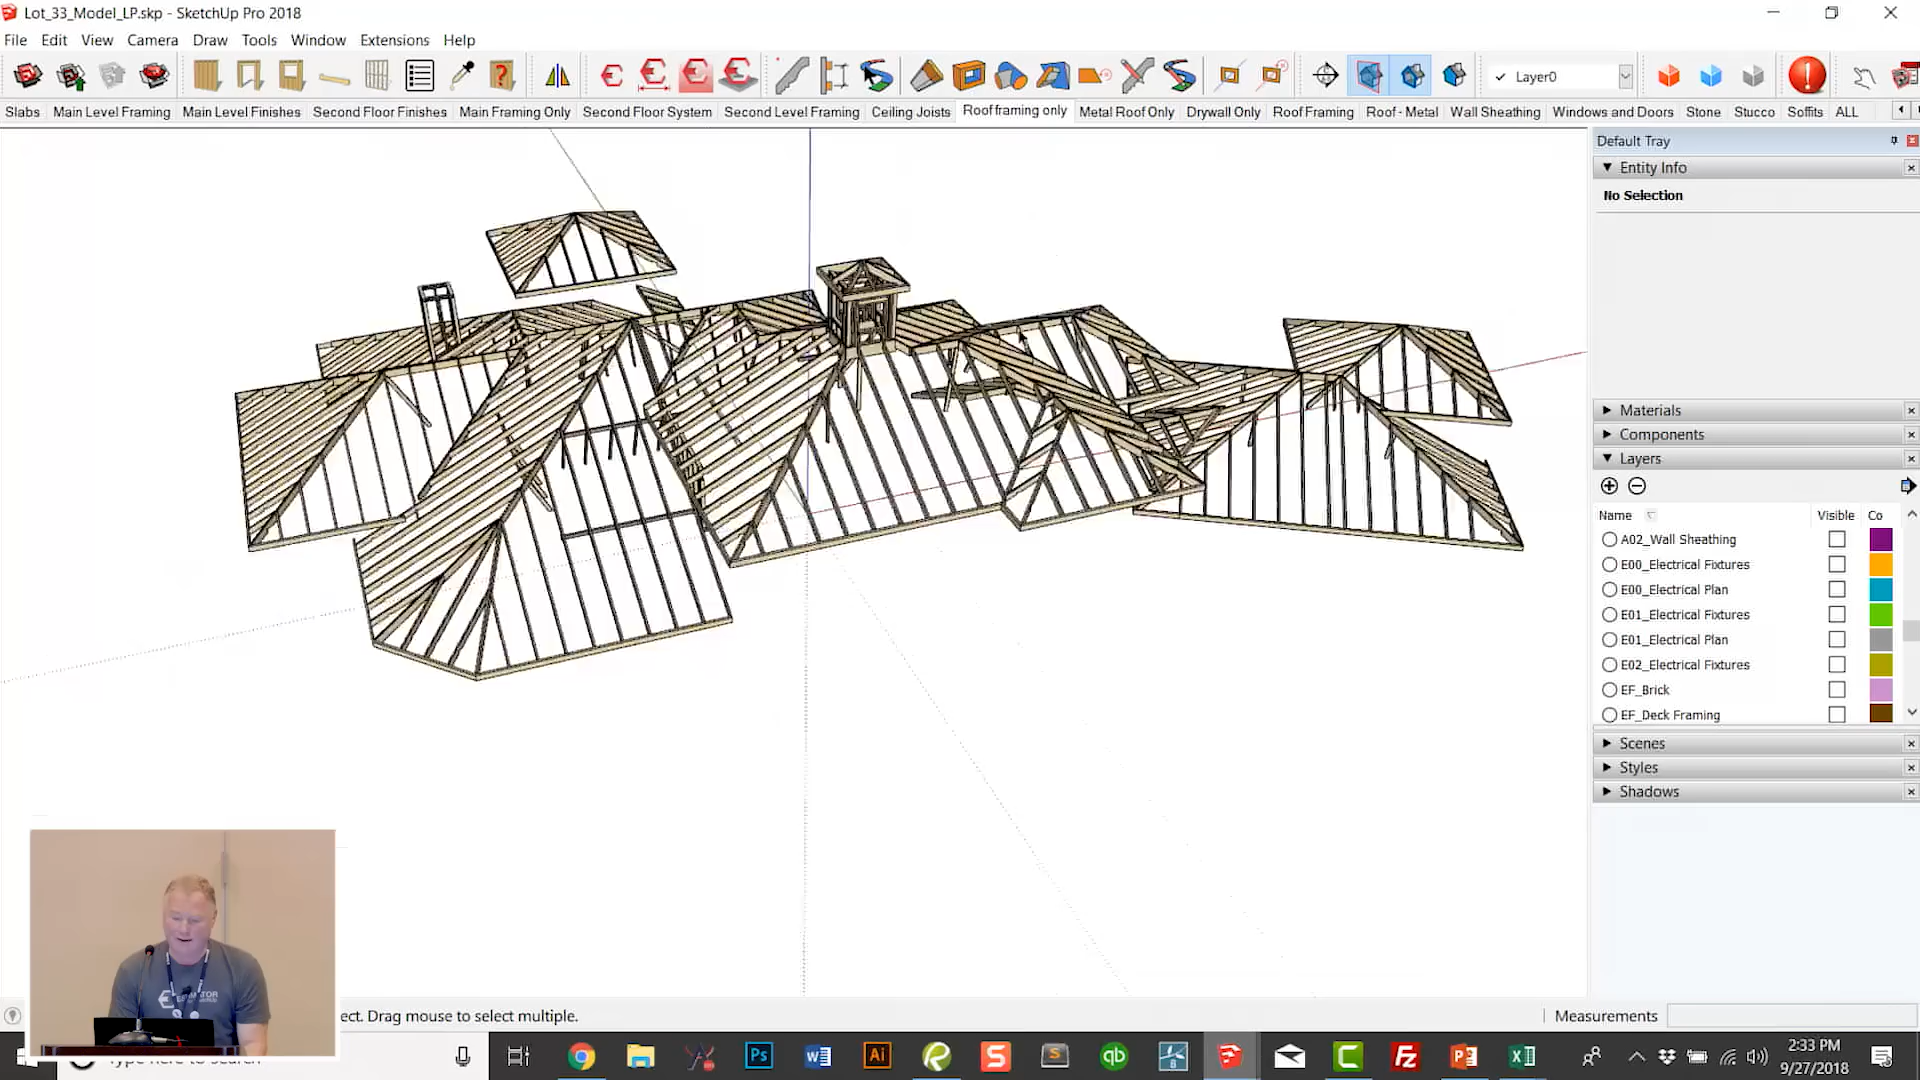 Lot_33_Model_LP.skp - SketchUp Pro 2018
File Edit View Camera Draw Tools Window Extensions Help
Layer0
Slabs Main Level Framing Main Level Finishes Second Floor Finishes Main Framing Only Second Floor System Second Level Framing Ceiling Joists Roof framing only Metal Roof Only Drywall Only Roof Framing Roof - Metal Wall Sheathing Windows and Doors Stone Stucco Soffits ALL
Default Tray
Entity Info
No Selection
Materials
Components
Layers
Name Visible Co
A02_Wall Sheathing
E00_Electrical Fixtures
E00_Electrical Plan
E01_Electrical Fixtures
E01_Electrical Plan
E02_Electrical Fixtures
EF_Brick
EF_Deck Framing
Scenes
Styles
Shadows
ect. Drag mouse to select multiple.
Measurements
2:33 PM
9/27/2018